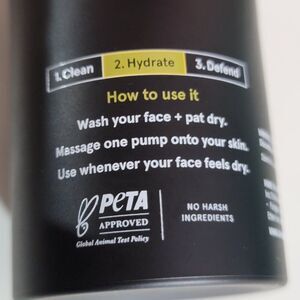 1. Clean 2. Hydrate 3. Defend
How to use it
Wash your face + pat dry.
Massage one pump onto your skin.
Use whenever your face feels dry.
PETA
APPROVED
Global Animal Test Policy
NO HARSH
INGREDIENTS